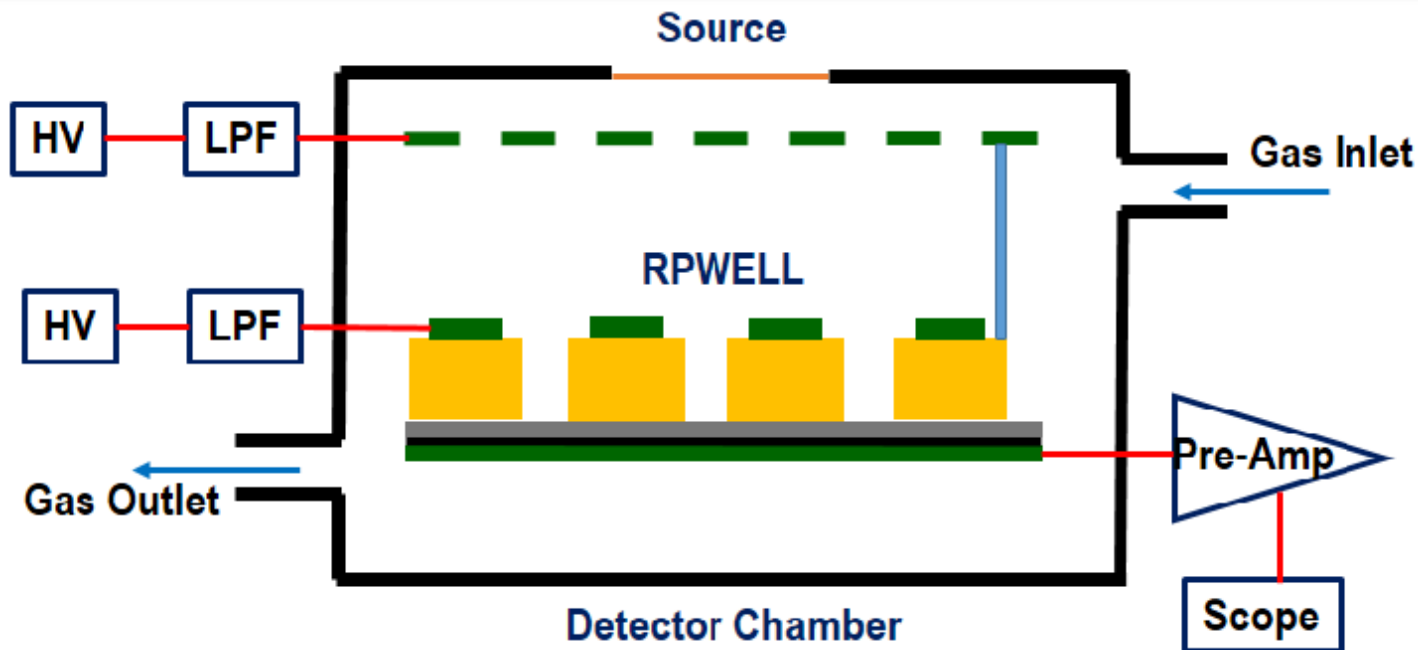 Source
HV
LPF
Gas Inlet
RPWELL
HV
LPF
Pre-Amp
Gas Outlet
Scope
Detector Chamber